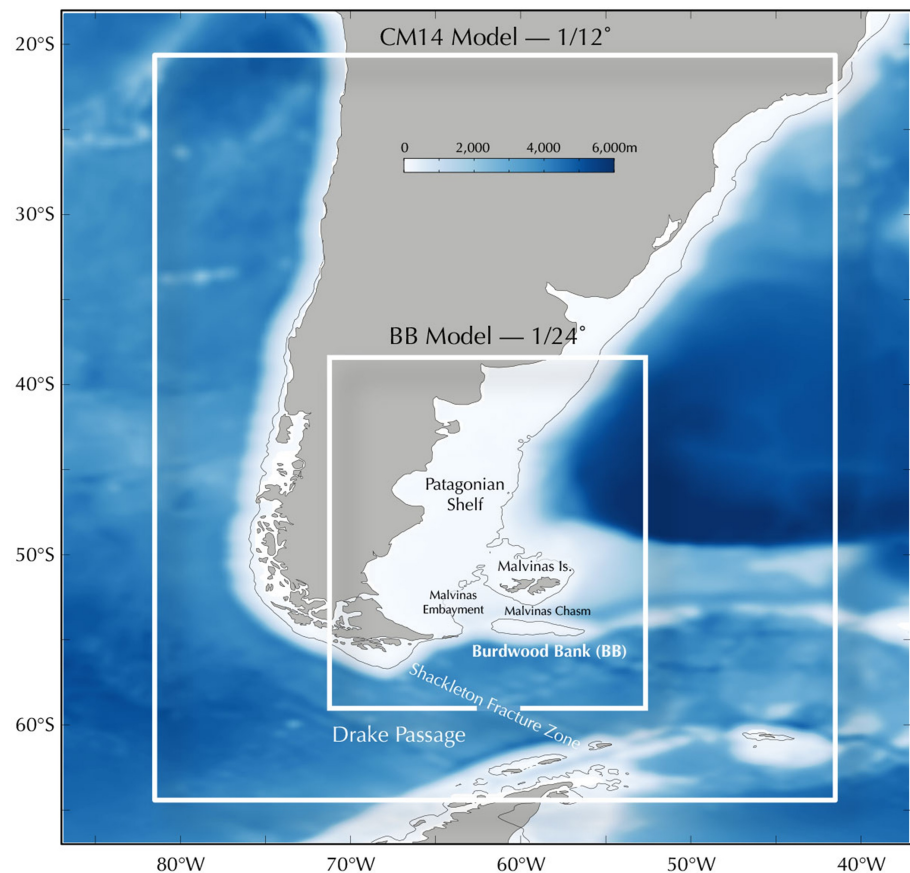 CM14 Model — 1/12°
0 2,000 4,000 6,000m
BB Model — 1/24°
Patagonian
Shelf
Malvinas Is.
Malvinas
Embayment
Malvinas Chasm
Burdwood Bank (BB)
Shackleton Fracture Zone
Drake Passage
20°S
30°S
40°S
50°S
60°S
80°W 70°W 60°W 50°W 40°W